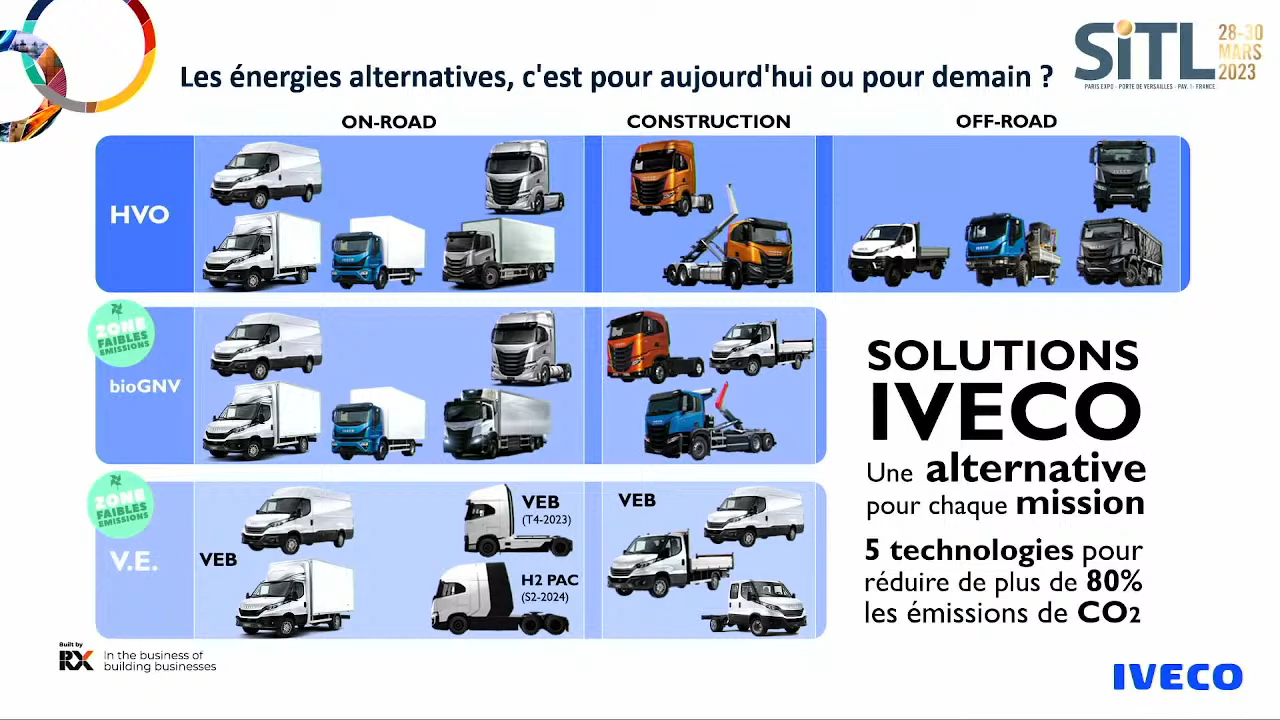 Les énergies alternatives, c'est pour aujourd'hui ou pour demain ?
SiTL
28-30
MARS
2023
PARIS EXPO - PORTE DE VERSAILLES - PAV. 1 - FRANCE
ON-ROAD
CONSTRUCTION
OFF-ROAD
HVO
ZONE
FAIBLES
EMISSIONS
bioGNV
ZONE
FAIBLES
EMISSIONS
V.E.
VEB
VEB
(T4-2023)
H2 PAC
(S2-2024)
VEB
SOLUTIONS
IVECO
Une alternative
pour chaque mission
5 technologies pour
réduire de plus de 80%
les émissions de CO2
Built by
RX
In the business of
building businesses
IVECO